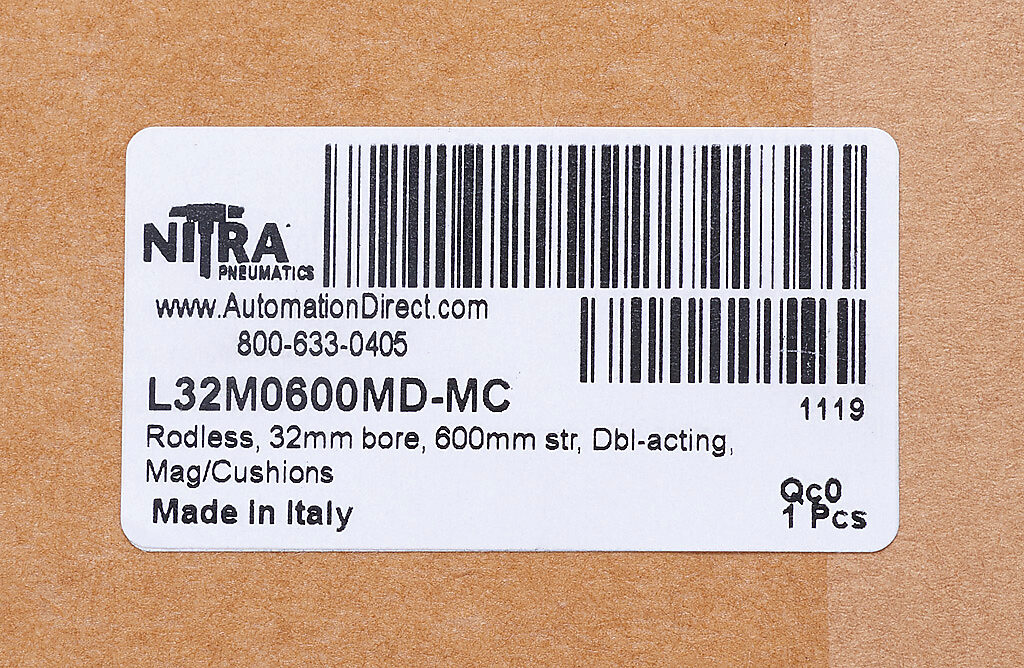 NITRA
PNEUMATICS
www.AutomationDirect.com
800-633-0405
L32M0600MD-MC
1119
Rodless, 32mm bore, 600mm str, Dbl-acting,
Mag/Cushions
Made In Italy
Qc0
1 Pcs